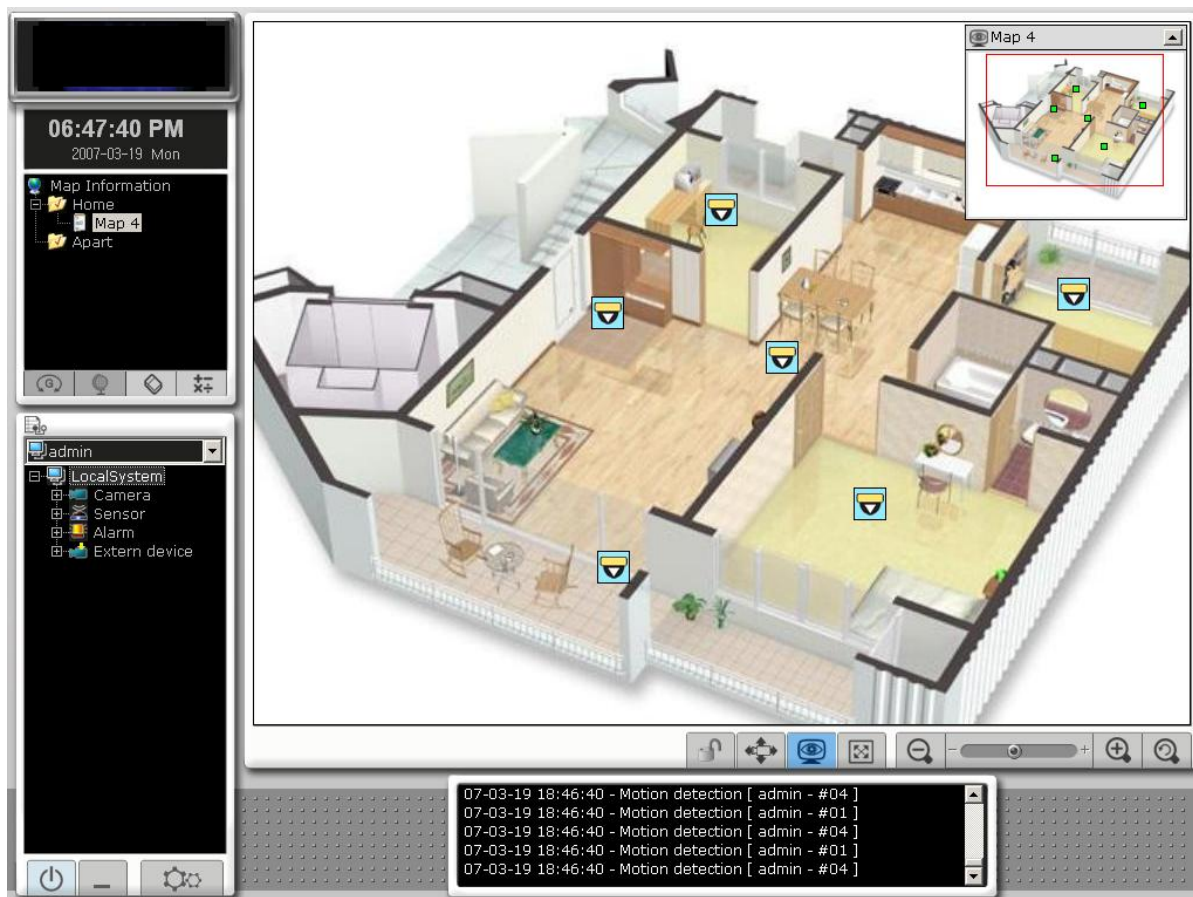 06:47:40 PM
2007-03-19 Mon
Map Information
Home
Map 4
Apart
admin
LocalSystem
Camera
Sensor
Alarm
Extern device
Map 4
07-03-19 18:46:40 - Motion detection [ admin - #04 ]
07-03-19 18:46:40 - Motion detection [ admin - #01 ]
07-03-19 18:46:40 - Motion detection [ admin - #04 ]
07-03-19 18:46:40 - Motion detection [ admin - #01 ]
07-03-19 18:46:40 - Motion detection [ admin - #04 ]